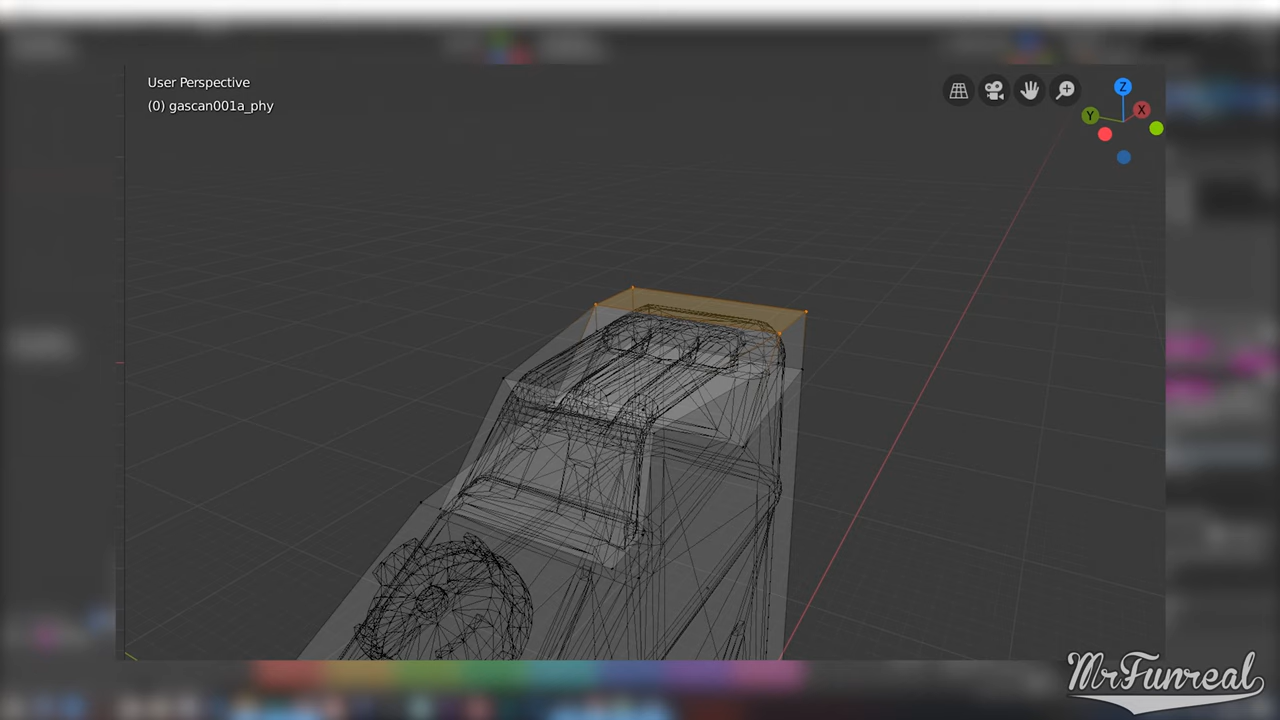 User Perspective
(0) gascan001a_phy
Z
X
Y
MrFunreal